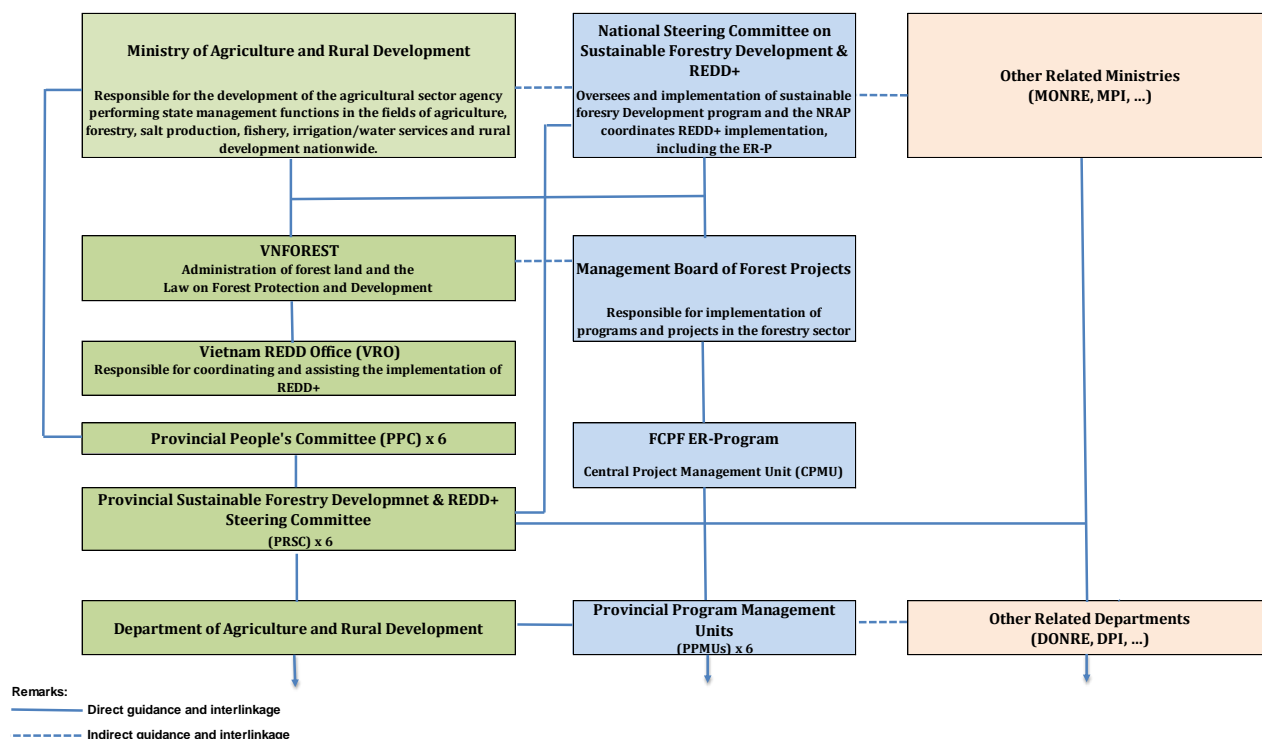 Ministry of Agriculture and Rural Development
Responsible for the development of the agricultural sector agency
performing state management functions in the fields of agriculture,
forestry, salt production, fishery, irrigation/water services and rural
development nationwide.
National Steering Committee on
Sustainable Forestry Development &
REDD+
Oversees and implementation of sustainable
foresry Development program and the NRAP
coordinates REDD+ implementation,
including the ER-P
Other Related Ministries
(MONRE, MPI, ...)
VNFOREST
Administration of forest land and the
Law on Forest Protection and Development
Management Board of Forest Projects
Responsible for implementation of
programs and projects in the forestry sector
Vietnam REDD Office (VRO)
Responsible for coordinating and assisting the implementation of
REDD+
Provincial People's Committee (PPC) x 6
FCPF ER-Program
Central Project Management Unit (CPMU)
Provincial Sustainable Forestry Developmnet & REDD+
Steering Committee
(PRSC) x 6
Department of Agriculture and Rural Development
Provincial Program Management
Units
(PPMUs) x 6
Other Related Departments
(DONRE, DPI, ...)
Remarks:
Direct guidance and interlinkage
Indirect guidance and interlinkage